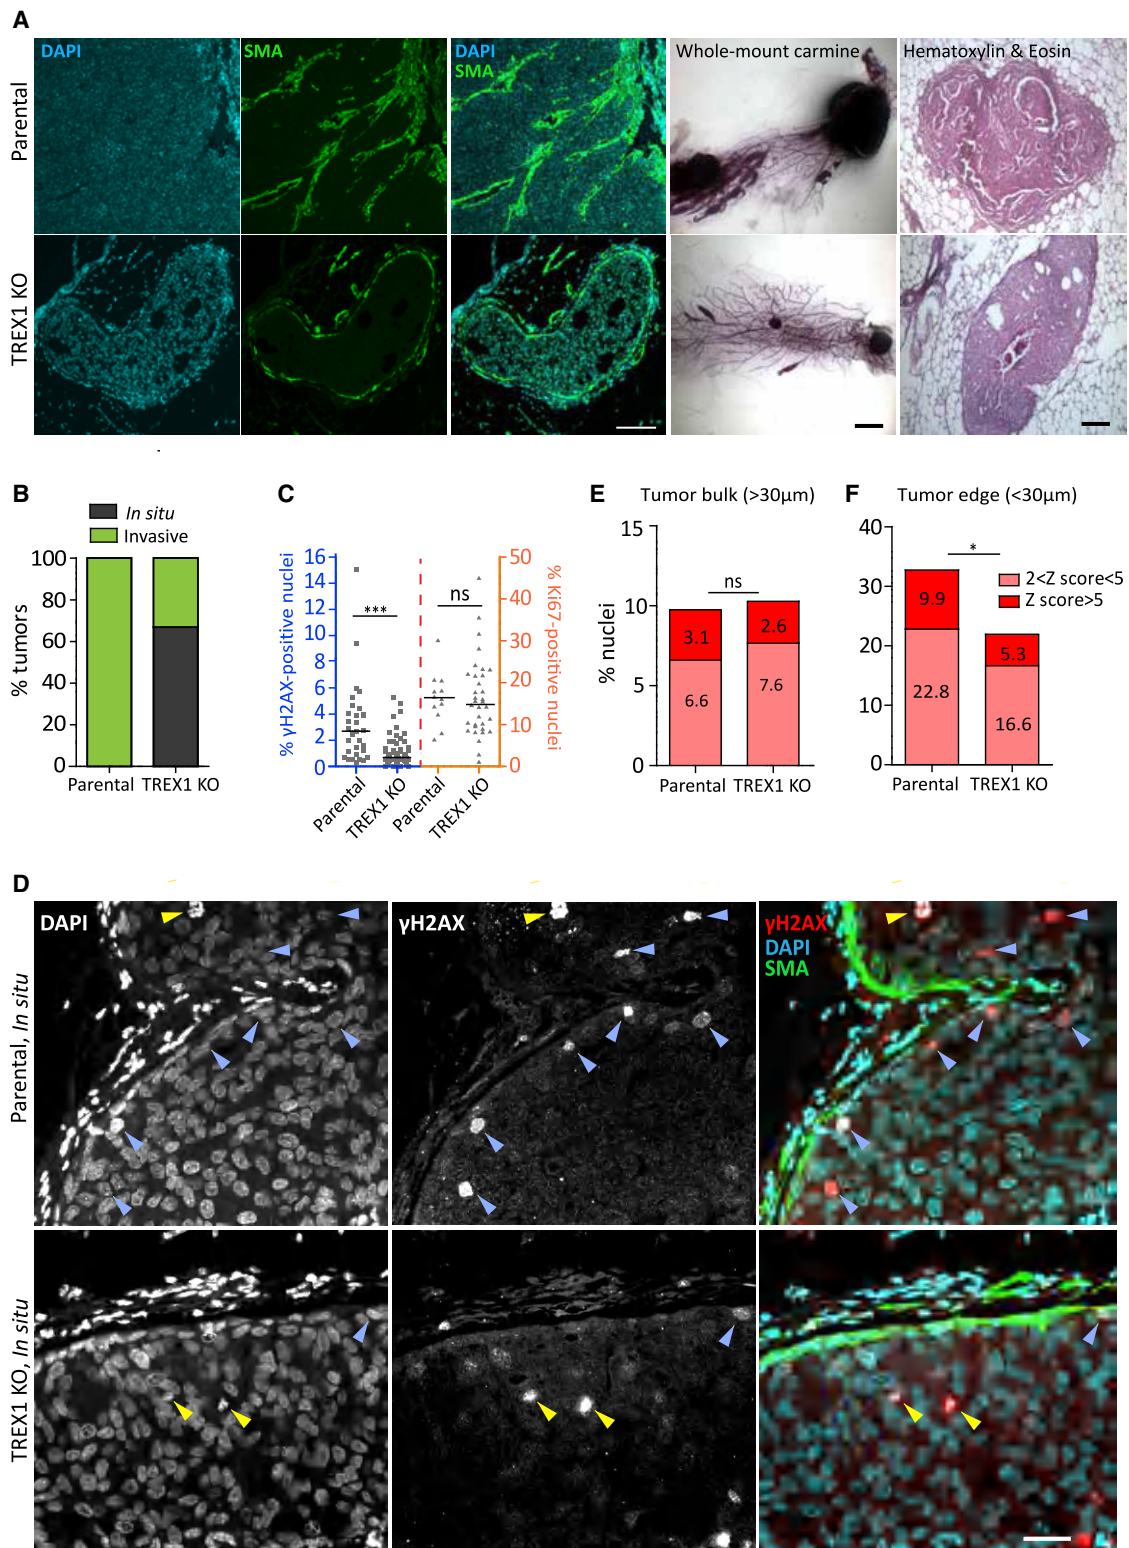 A
DAPI
SMA
DAPI
SMA
Whole-mount carmine
Hematoxylin & Eosin
Parental
TREX1 KO
B
In situ
Invasive
% tumors
100
80
60
40
20
0
Parental
TREX1 KO
C
% γH2AX-positive nuclei
16
14
12
10
8
6
4
2
0
***
ns
50
40
30
20
10
0
% Ki67-positive nuclei
Parental
TREX1 KO
Parental
TREX1 KO
E
Tumor bulk (>30μm)
% nuclei
15
10
5
0
ns
3.1
2.6
6.6
7.6
Parental
TREX1 KO
F
Tumor edge (<30μm)
40
30
20
10
0
*
2<Z score<5
Z score>5
9.9
5.3
22.8
16.6
Parental
TREX1 KO
D
DAPI
γH2AX
γH2AX
DAPI
SMA
Parental, In situ
TREX1 KO, In situ